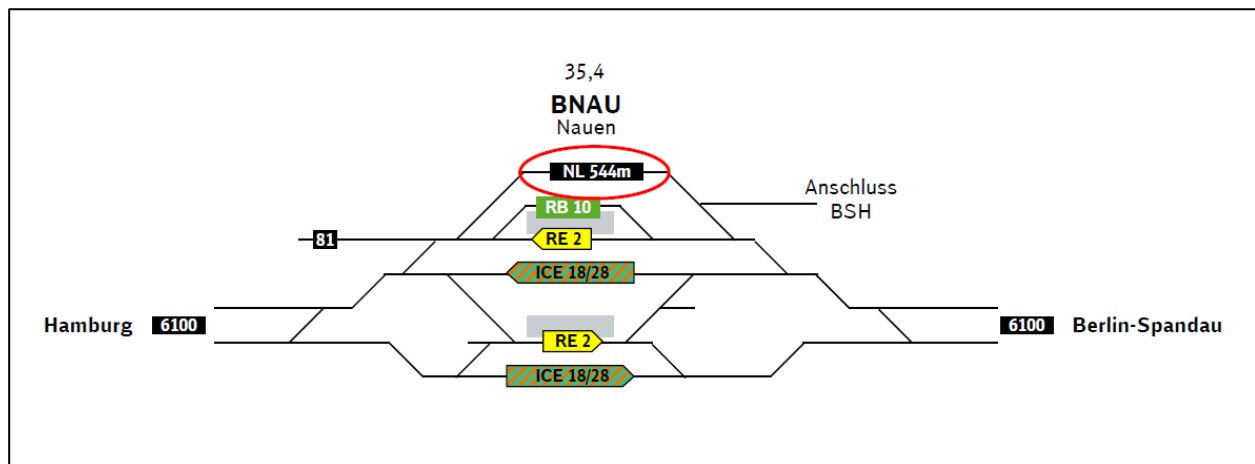 35,4
BNAU
Nauen
NL 544m
Anschluss
BSH
RB 10
81
RE 2
ICE 18/28
Hamburg
6100
6100
Berlin-Spandau
RE 2
ICE 18/28